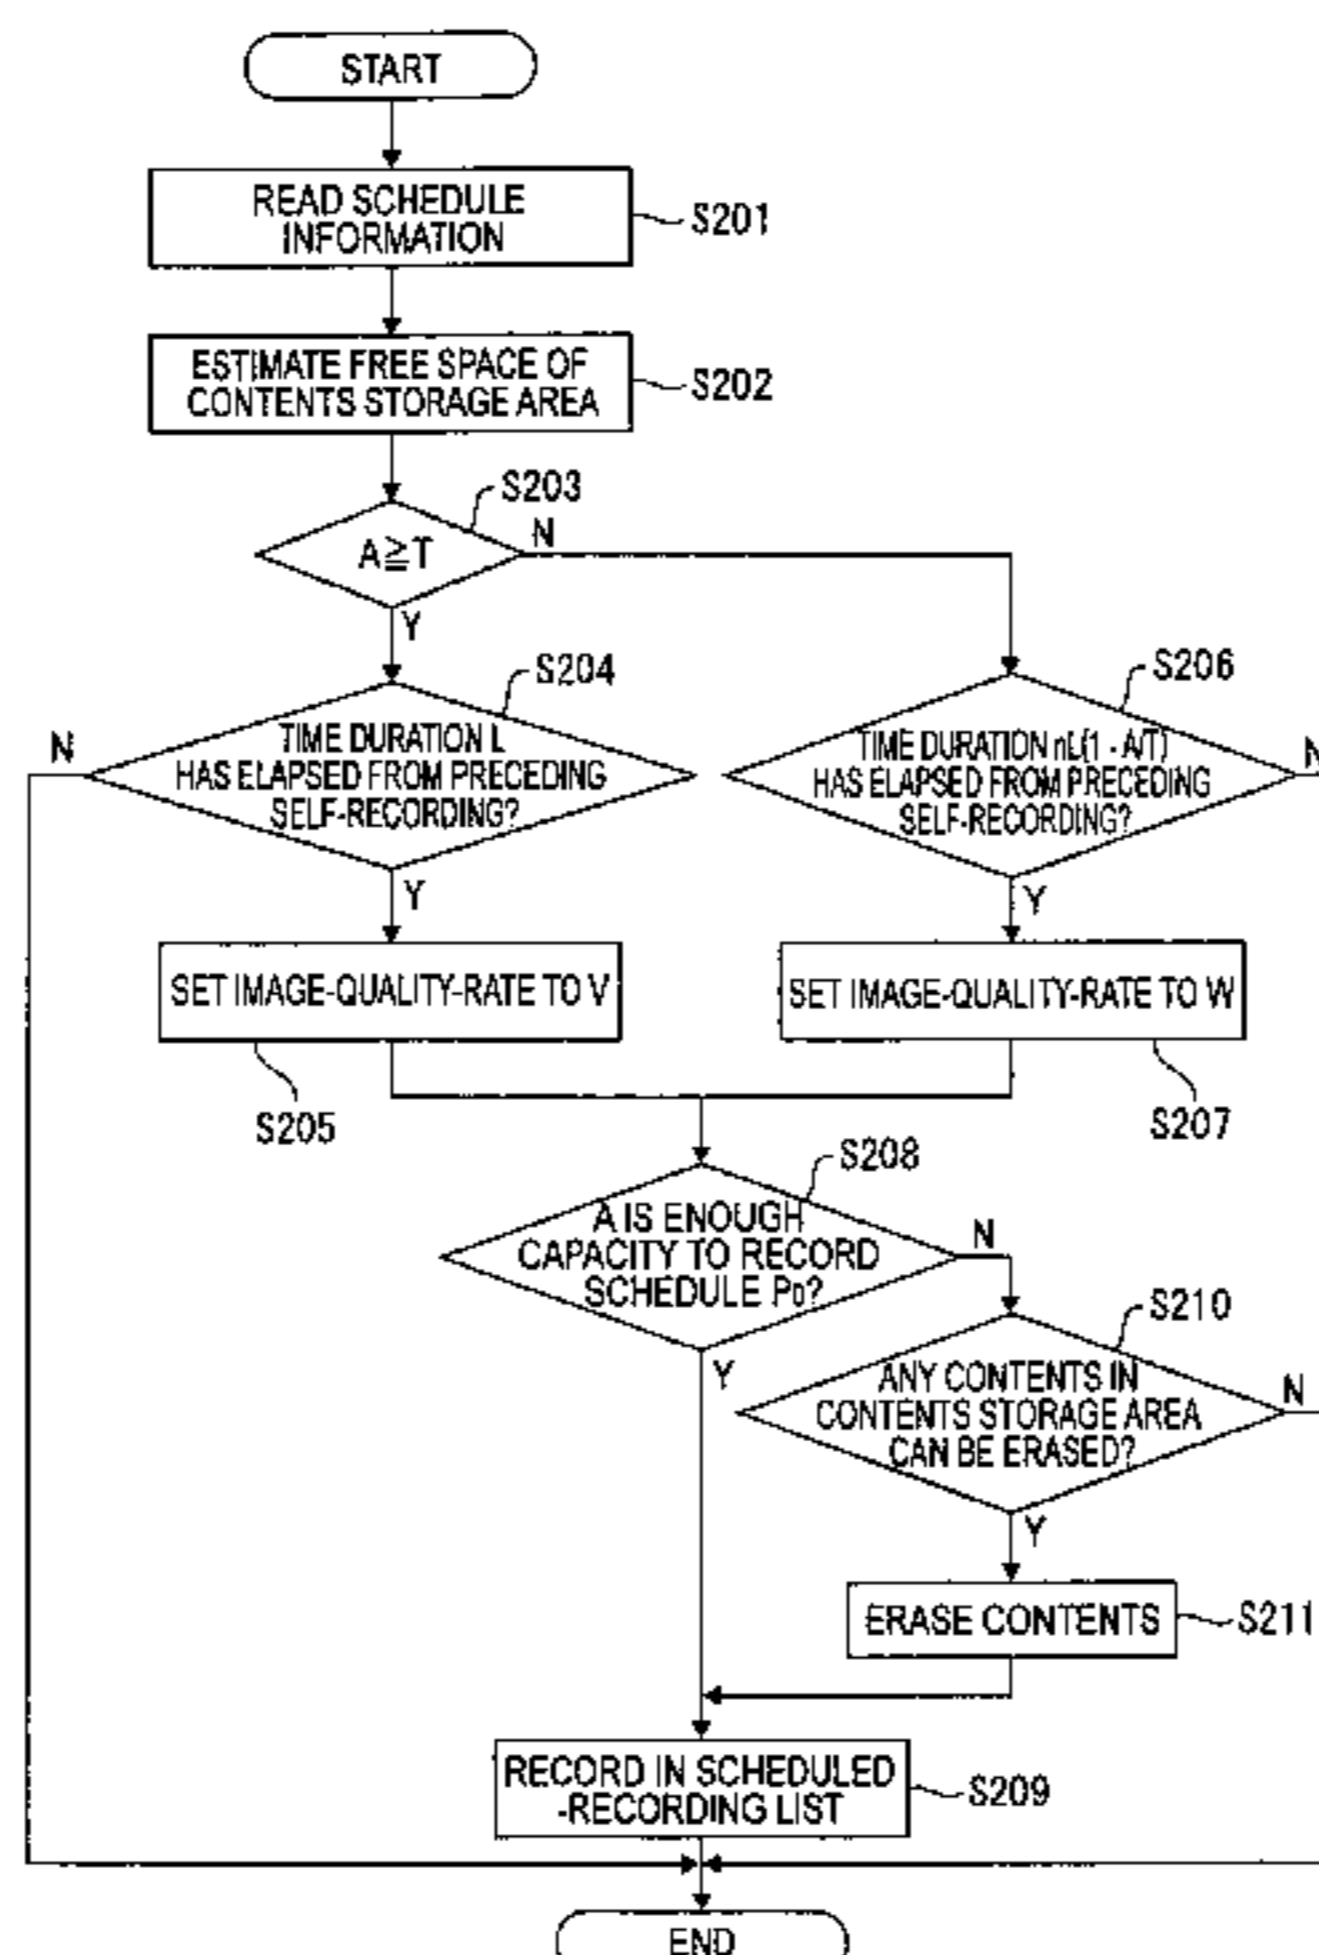 START
READ SCHEDULE
INFORMATION
S201
ESTIMATE FREE SPACE OF
CONTENTS STORAGE AREA
S202
S203
A≧T
N
Y
S204
TIME DURATION L
HAS ELAPSED FROM PRECEDING
SELF-RECORDING?
N
Y
S206
TIME DURATION nL(1 - A/T)
HAS ELAPSED FROM PRECEDING
SELF-RECORDING?
N
Y
SET IMAGE-QUALITY-RATE TO V
S205
SET IMAGE-QUALITY-RATE TO W
S207
S208
A IS ENOUGH
CAPACITY TO RECORD
SCHEDULE P0?
N
Y
S210
ANY CONTENTS IN
CONTENTS STORAGE AREA
CAN BE ERASED?
N
Y
ERASE CONTENTS
S211
RECORD IN SCHEDULED
-RECORDING LIST
S209
END